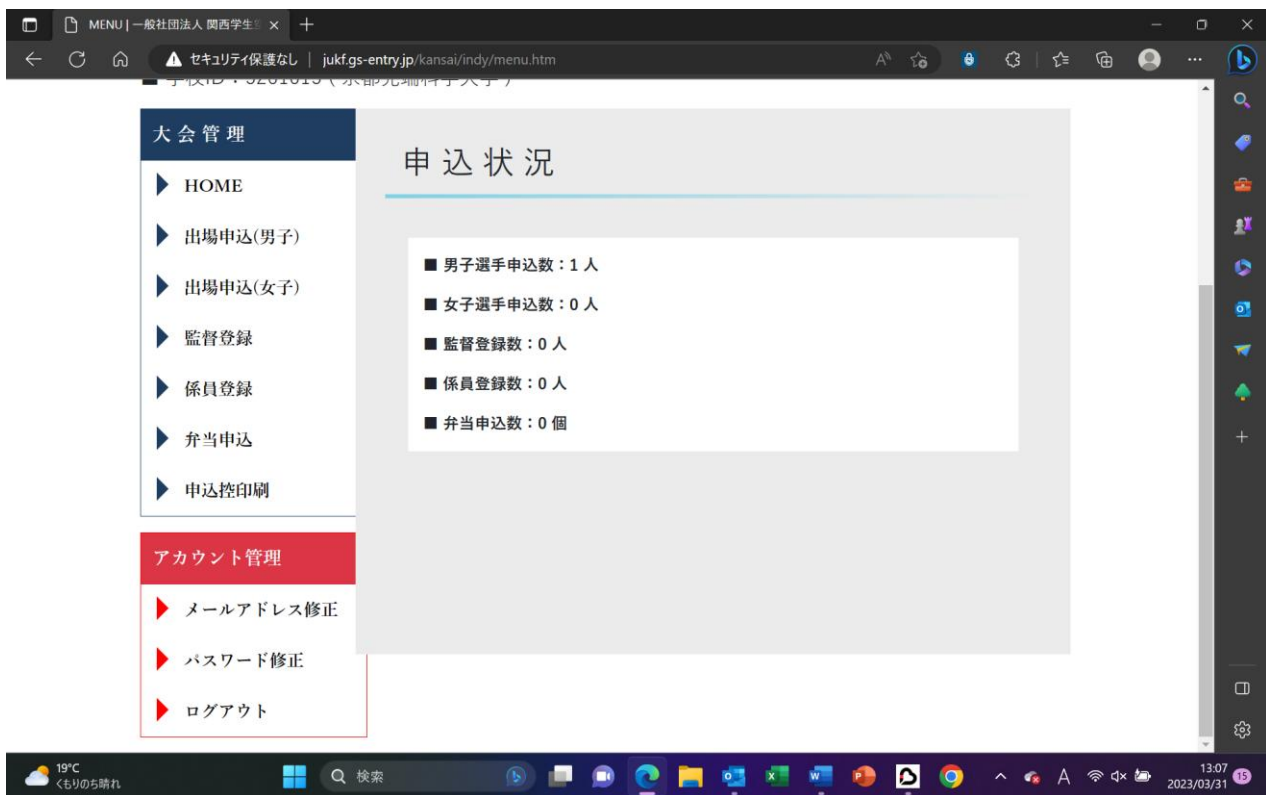 MENU | 一般社団法人 関西学生
セキュリティ保護なし | jukf.gs-entry.jp/kansai/indy/menu.htm
大会管理
HOME
出場申込(男子)
出場申込(女子)
監督登録
係員登録
弁当申込
申込控印刷
アカウント管理
メールアドレス修正
パスワード修正
ログアウト
申込状況
■ 男子選手申込数：1 人
■ 女子選手申込数：0 人
■ 監督登録数：0 人
■ 係員登録数：0 人
■ 弁当申込数：0 個
19°C
くもりのち晴れ
検索
A
13:07
2023/03/31
15